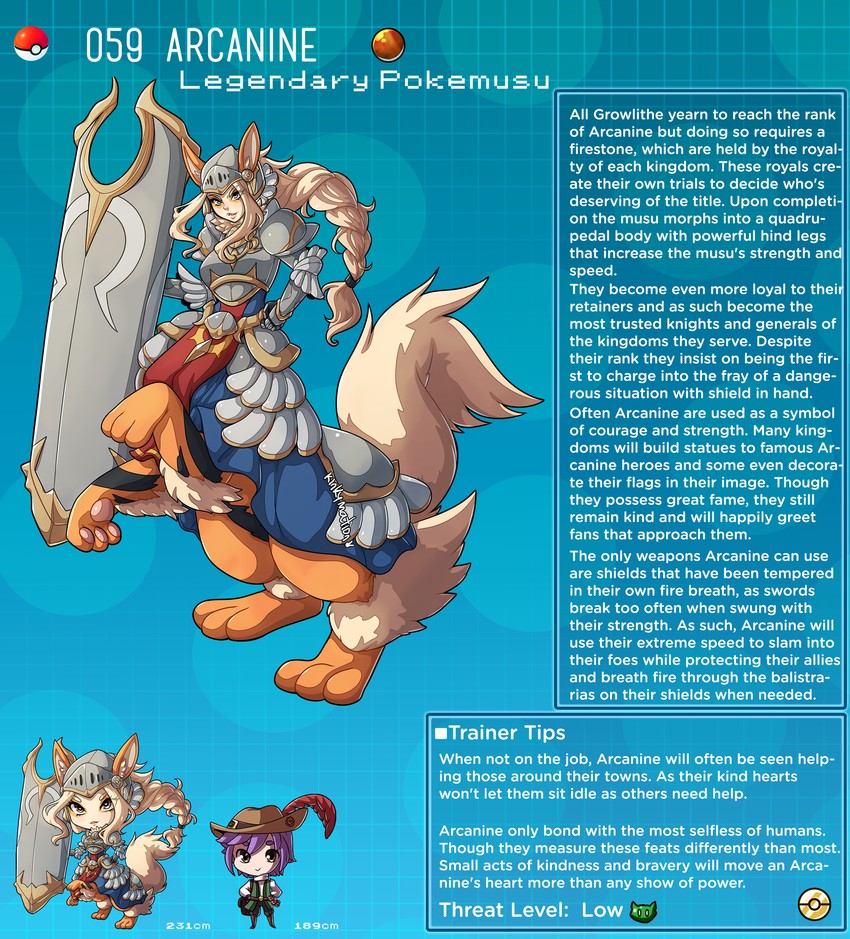 059 ARCANINE
Legendary Pokemusu
All Growlithe yearn to reach the rank
of Arcanine but doing so requires a
firestone, which are held by the royal-
ty of each kingdom. These royals cre-
ate their own trials to decide who's
deserving of the title. Upon completi-
on the musu morphs into a quadru-
pedal body with powerful hind legs
that increase the musu's strength and
speed.
They become even more loyal to their
retainers and as such become the
most trusted knights and generals of
the kingdoms they serve. Despite
their rank they insist on being the fir-
st to charge into the fray of a dange-
rous situation with shield in hand.
Often Arcanine are used as a symbol
of courage and strength. Many king-
doms will build statues to famous Ar-
canine heroes and some even decora-
te their flags in their image. Though
they possess great fame, they still
remain kind and will happily greet
fans that approach them.
The only weapons Arcanine can use
are shields that have been tempered
in their own fire breath, as swords
break too often when swung with
their strength. As such, Arcanine will
use their extreme speed to slam into
their foes while protecting their allies
and breath fire through the balistra-
rias on their shields when needed.
kinkymation
■Trainer Tips
When not on the job, Arcanine will often be seen help-
ing those around their towns. As their kind hearts
won't let them sit idle as others need help.
Arcanine only bond with the most selfless of humans.
Though they measure these feats differently than most.
Small acts of kindness and bravery will move an Arca-
nine's heart more than any show of power.
Threat Level: Low
231cm
189cm